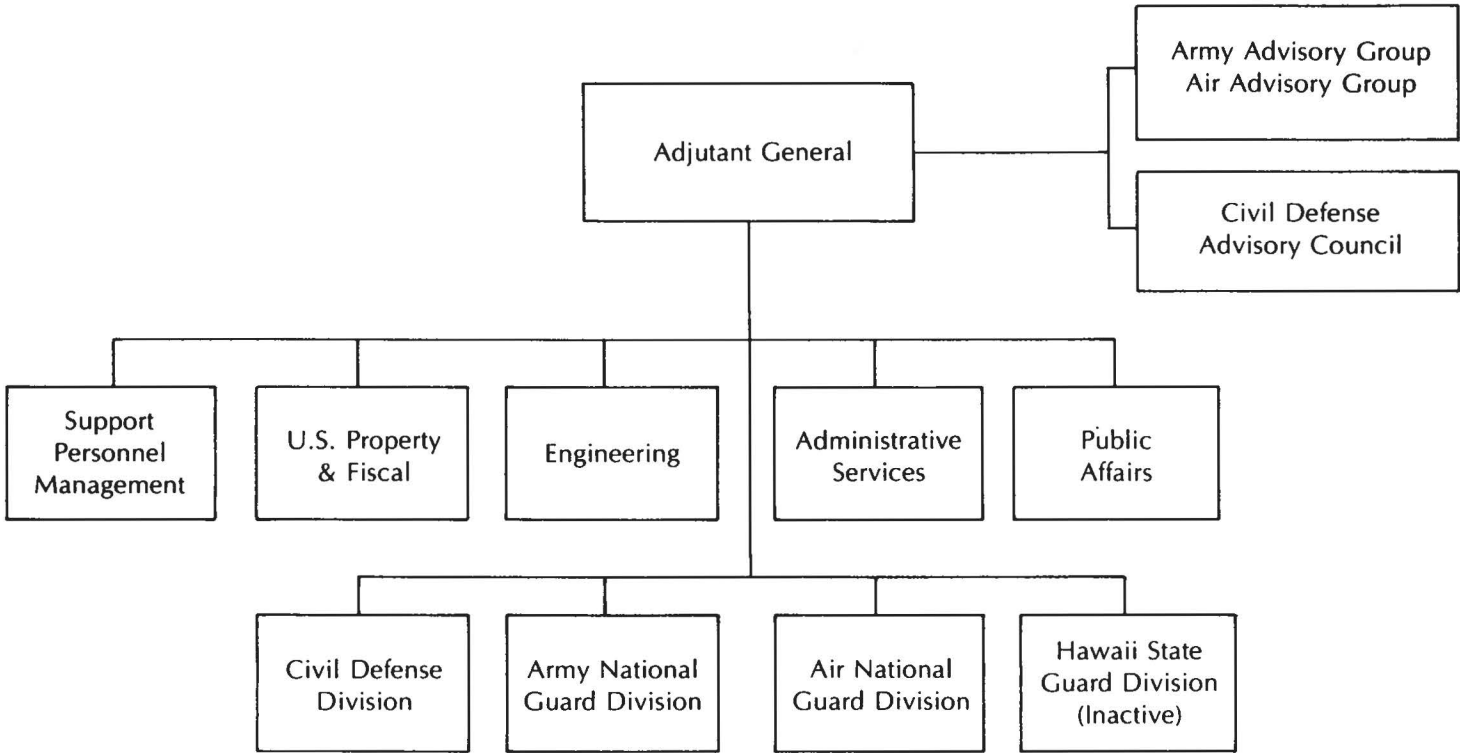 Army Advisory Group
Air Advisory Group
Adjutant General
Civil Defense
Advisory Council
Support
Personnel
Management
U.S. Property
& Fiscal
Engineering
Administrative
Services
Public
Affairs
Civil Defense
Division
Army National
Guard Division
Air National
Guard Division
Hawaii State
Guard Division
(Inactive)